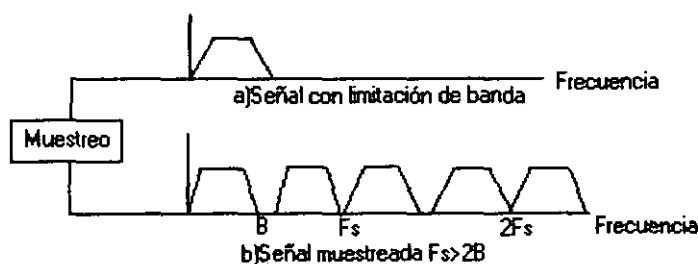 Frecuencia
a)Señal con limitación de banda
Muestreo
B Fs 2Fs Frecuencia
b)Señal muestreada Fs>2B